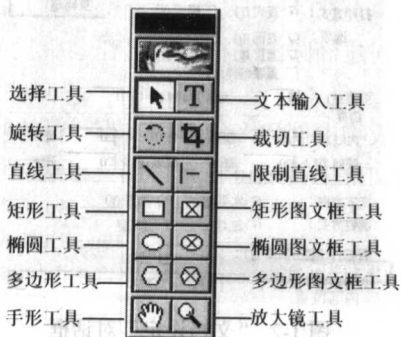 选择工具 T 文本输入工具
旋转工具 裁切工具
直线工具 限制直线工具
矩形工具 矩形图文框工具
椭圆工具 椭圆图文框工具
多边形工具 多边形图文框工具
手形工具 放大镜工具